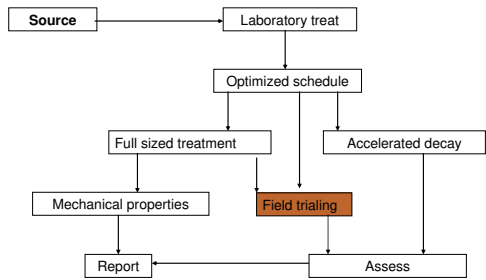 Source
Laboratory treat
Optimized schedule
Full sized treatment
Accelerated decay
Mechanical properties
Field trialing
Report
Assess